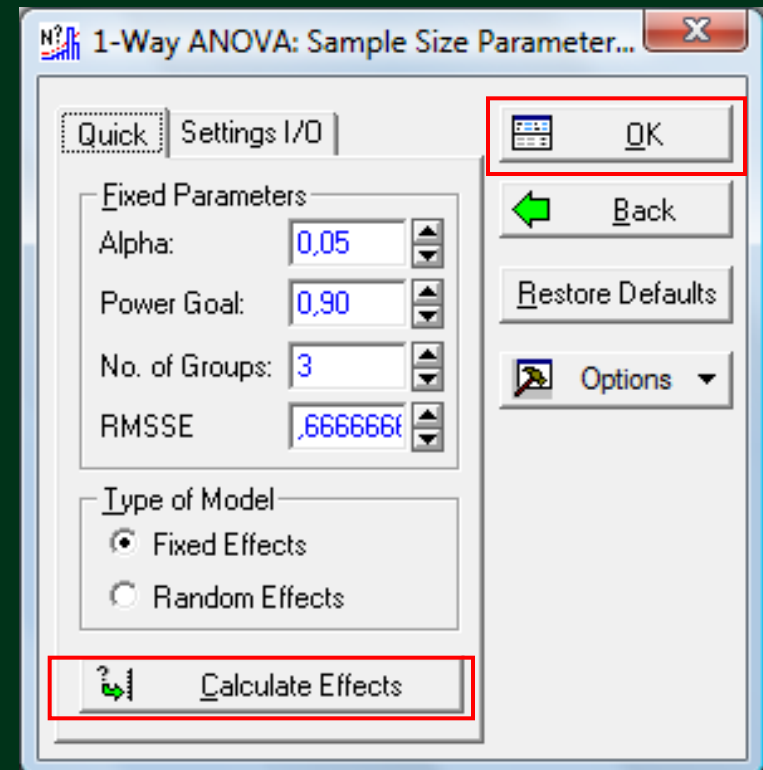 1-Way ANOVA: Sample Size Parameter...
Quick
Settings I/O
Fixed Parameters
Alpha: 0,05
Power Goal: 0,90
No. of Groups: 3
RMSSE ,6666666
Type of Model
Fixed Effects
Random Effects
Calculate Effects
OK
Back
Restore Defaults
Options